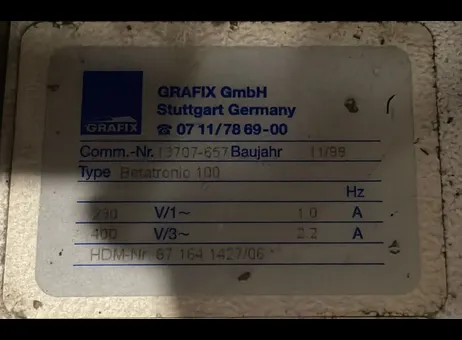 GRAFIX GmbH
Stuttgart Germany
☎ 07 11/78 69-00
GRAFIX
Comm.-Nr. 13707-657 Baujahr 11/99
Type Betatronic 100
Hz
230 V/1~ 1.0 A
400 V/3~ 2.2 A
HDM-Nr. 67 164 1427/06